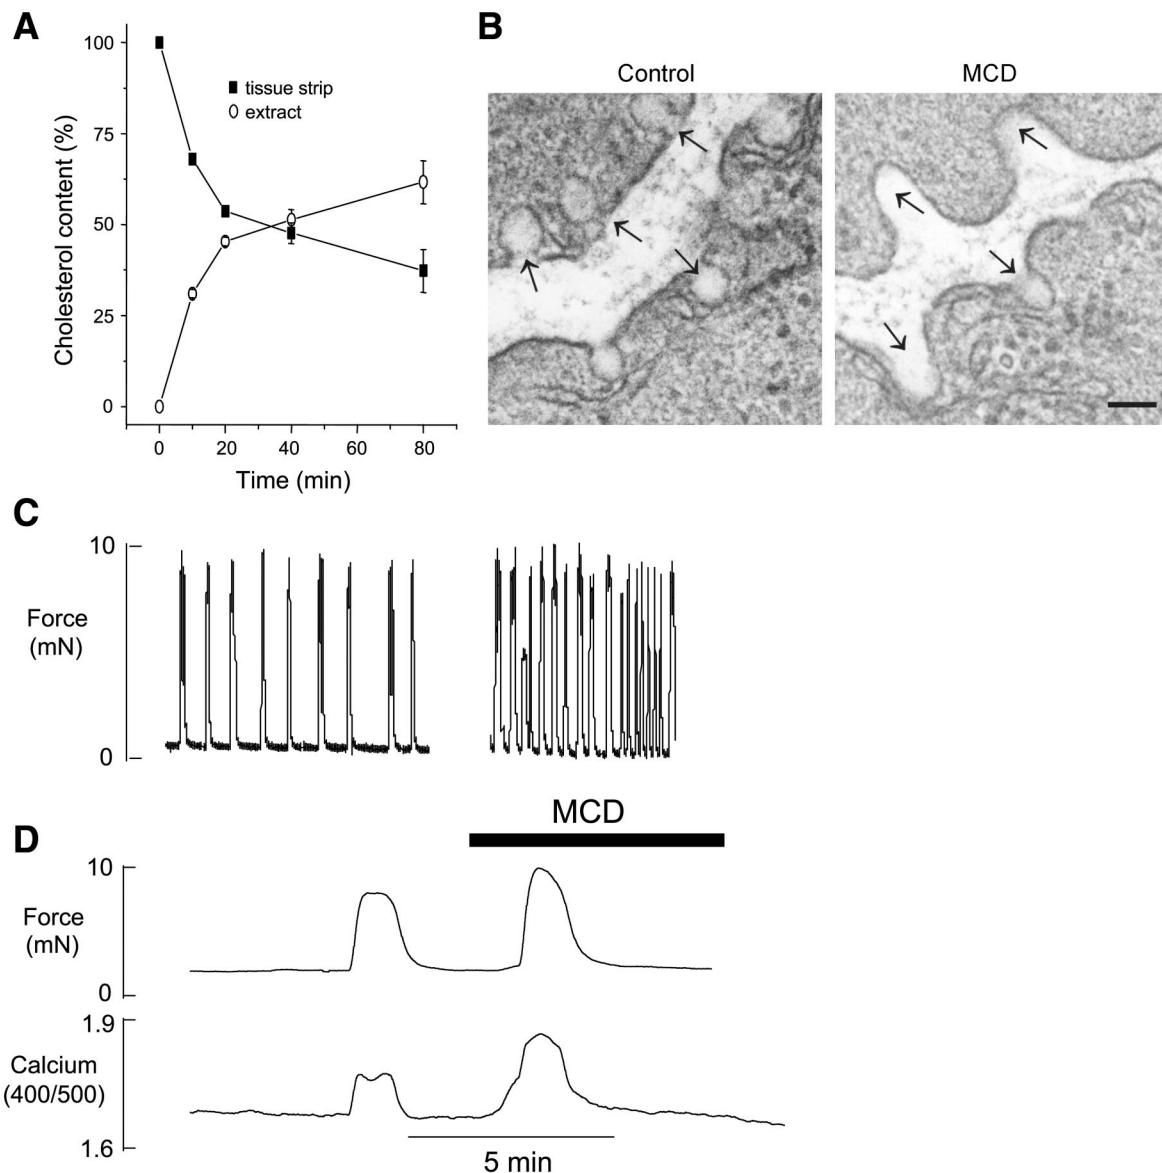 A
100
75
50
25
0
Cholesterol content (%)
tissue strip
extract
0 20 40 60 80
Time (min)
B
Control
MCD
C
10
Force
(mN)
0
D
MCD
10
Force
(mN)
0
1.9
Calcium
(400/500)
1.6
5 min